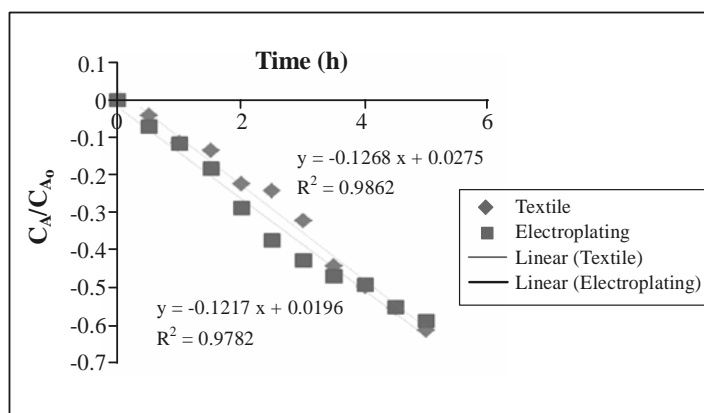 Time (h)
0.1
0
-0.1
-0.2
-0.3
-0.4
-0.5
-0.6
-0.7
0
2
4
6
C_A/C_Ao
y = -0.1268 x + 0.0275
R² = 0.9862
y = -0.1217 x + 0.0196
R² = 0.9782
Textile
Electroplating
Linear (Textile)
Linear (Electroplating)